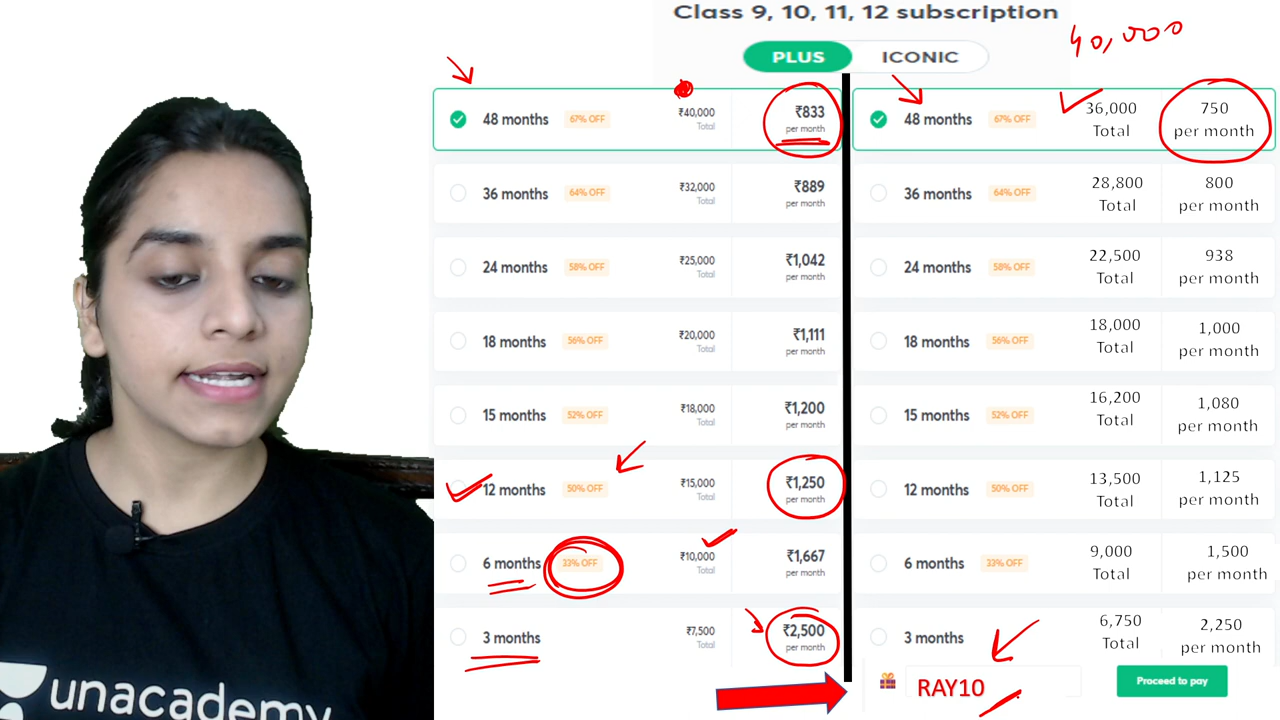 Class 9, 10, 11, 12 subscription
PLUS ICONIC
40,000
48 months 67% OFF ₹40,000 Total ₹833 per month
36 months 64% OFF ₹32,000 Total ₹889 per month
24 months 58% OFF ₹25,000 Total ₹1,042 per month
18 months 56% OFF ₹20,000 Total ₹1,111 per month
15 months 52% OFF ₹18,000 Total ₹1,200 per month
12 months 50% OFF ₹15,000 Total ₹1,250 per month
6 months 33% OFF ₹10,000 Total ₹1,667 per month
3 months ₹7,500 Total ₹2,500 per month
48 months 67% OFF 36,000 Total 750 per month
36 months 64% OFF 28,800 Total 800 per month
24 months 58% OFF 22,500 Total 938 per month
18 months 56% OFF 18,000 Total 1,000 per month
15 months 52% OFF 16,200 Total 1,080 per month
12 months 50% OFF 13,500 Total 1,125 per month
6 months 33% OFF 9,000 Total 1,500 per month
3 months 6,750 Total 2,250 per month
RAY10
Proceed to pay
unacademy